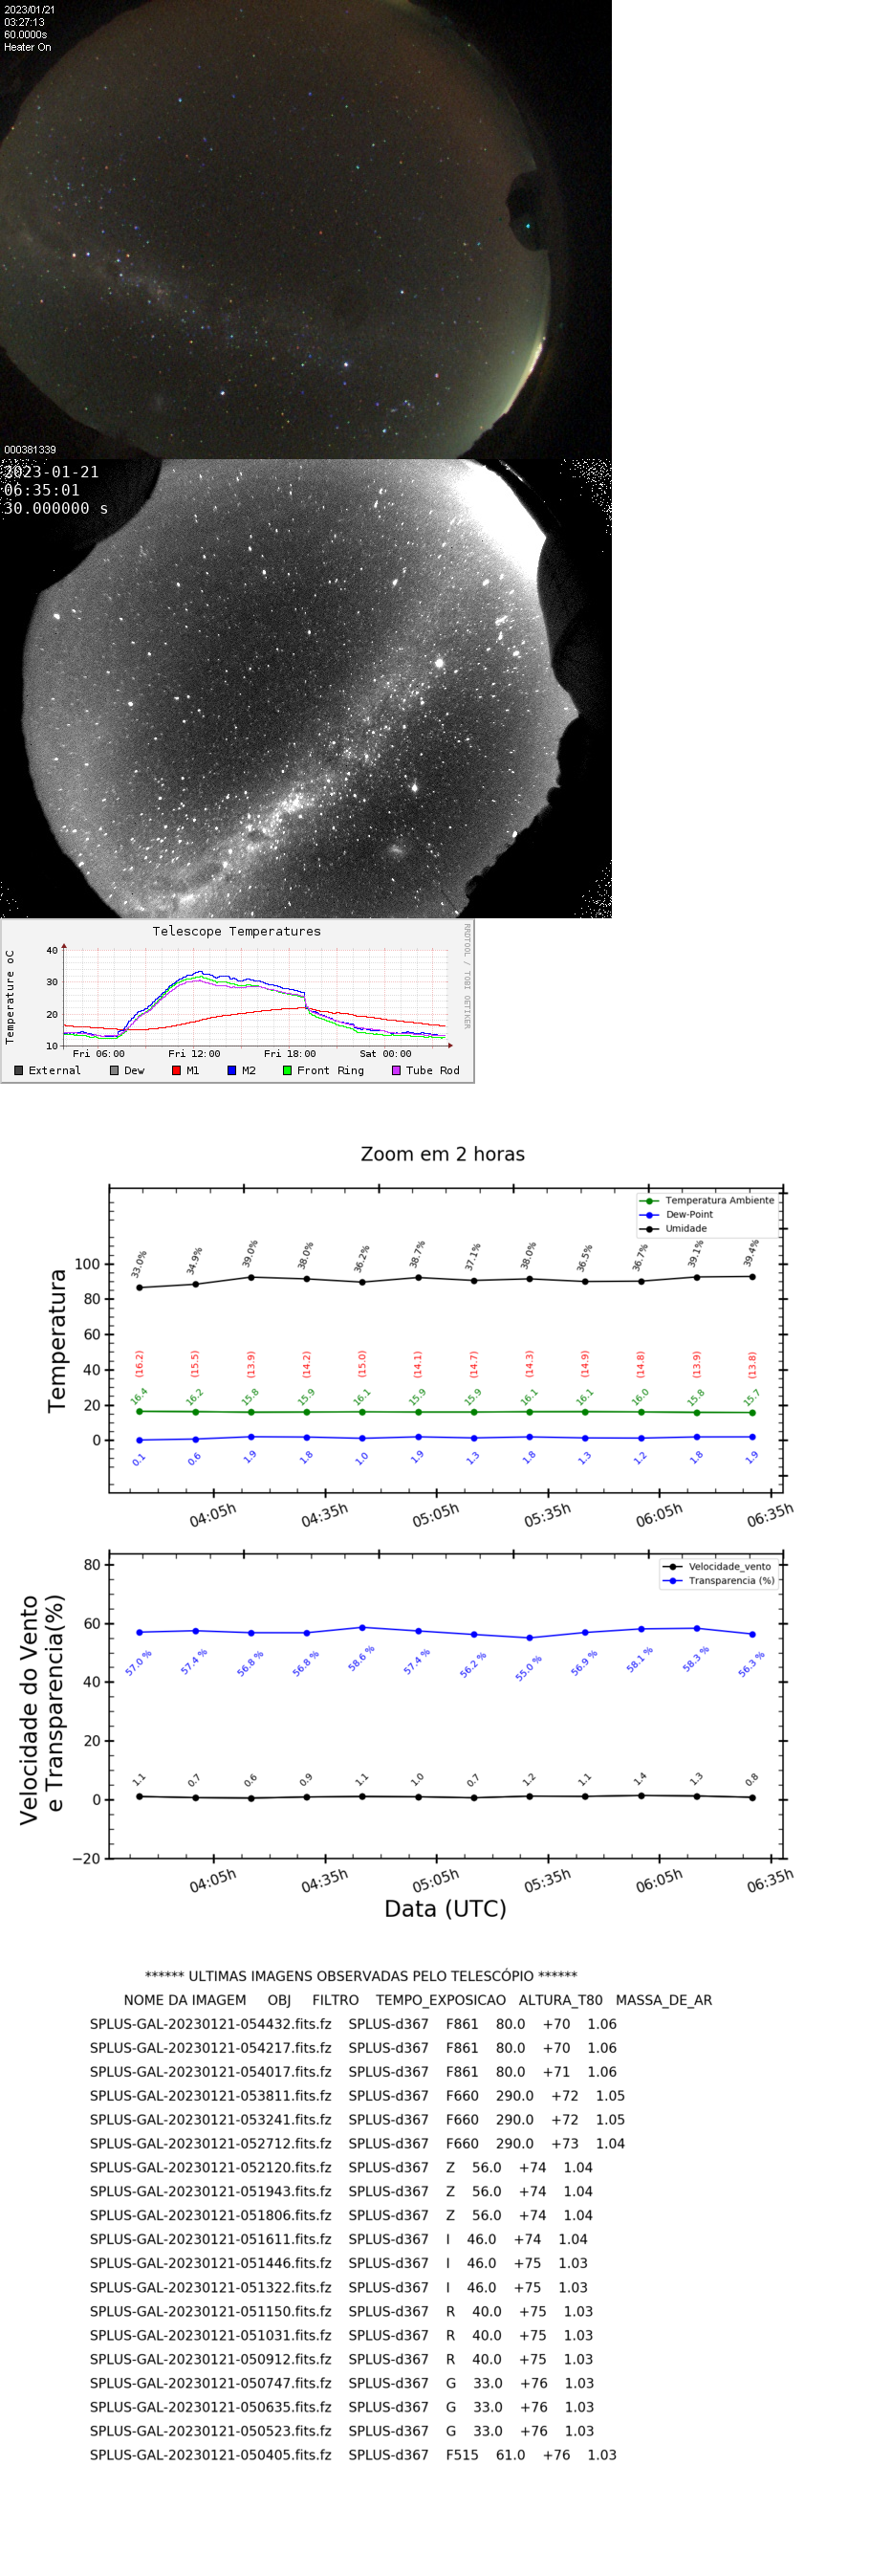 2023/01/21
03:27:13
60.0000s
Heater On
000381339
2023-01-21
06:35:01
30.000000 s
Telescope Temperatures
RRDTOOL / TOBI OETIKER
Temperature oC
40
30
20
10
Fri 06:00 Fri 12:00 Fri 18:00 Sat 00:00
External Dew M1 M2 Front Ring Tube Rod
Zoom em 2 horas
Temperatura Ambiente
Dew-Point
Umidade
Temperatura
100
80
60
40
20
0
33.0% 34.9% 39.0% 38.0% 36.2% 38.7% 37.1% 38.0% 36.5% 36.7% 39.1% 39.4%
(16.2) (15.5) (13.9) (14.2) (15.0) (14.1) (14.7) (14.3) (14.9) (14.8) (13.9) (13.8)
16.4 16.2 15.8 15.9 16.1 15.9 15.9 16.1 16.1 16.0 15.8 15.7
0.1 0.6 1.9 1.8 1.0 1.9 1.3 1.8 1.3 1.2 1.8 1.9
04:05h 04:35h 05:05h 05:35h 06:05h 06:35h
Velocidade_vento
Transparencia (%)
Velocidade do Vento
e Transparencia(%)
80
60
40
20
0
−20
57.0 % 57.4 % 56.8 % 56.8 % 58.6 % 57.4 % 56.2 % 55.0 % 56.9 % 58.1 % 58.3 % 56.3 %
1.1 0.7 0.6 0.9 1.1 1.0 0.7 1.2 1.1 1.4 1.3 0.8
04:05h 04:35h 05:05h 05:35h 06:05h 06:35h
Data (UTC)
****** ULTIMAS IMAGENS OBSERVADAS PELO TELESCÓPIO ******
NOME DA IMAGEM OBJ FILTRO TEMPO_EXPOSICAO ALTURA_T80 MASSA_DE_AR
SPLUS-GAL-20230121-054432.fits.fz SPLUS-d367 F861 80.0 +70 1.06
SPLUS-GAL-20230121-054217.fits.fz SPLUS-d367 F861 80.0 +70 1.06
SPLUS-GAL-20230121-054017.fits.fz SPLUS-d367 F861 80.0 +71 1.06
SPLUS-GAL-20230121-053811.fits.fz SPLUS-d367 F660 290.0 +72 1.05
SPLUS-GAL-20230121-053241.fits.fz SPLUS-d367 F660 290.0 +72 1.05
SPLUS-GAL-20230121-052712.fits.fz SPLUS-d367 F660 290.0 +73 1.04
SPLUS-GAL-20230121-052120.fits.fz SPLUS-d367 Z 56.0 +74 1.04
SPLUS-GAL-20230121-051943.fits.fz SPLUS-d367 Z 56.0 +74 1.04
SPLUS-GAL-20230121-051806.fits.fz SPLUS-d367 Z 56.0 +74 1.04
SPLUS-GAL-20230121-051611.fits.fz SPLUS-d367 I 46.0 +74 1.04
SPLUS-GAL-20230121-051446.fits.fz SPLUS-d367 I 46.0 +75 1.03
SPLUS-GAL-20230121-051322.fits.fz SPLUS-d367 I 46.0 +75 1.03
SPLUS-GAL-20230121-051150.fits.fz SPLUS-d367 R 40.0 +75 1.03
SPLUS-GAL-20230121-051031.fits.fz SPLUS-d367 R 40.0 +75 1.03
SPLUS-GAL-20230121-050912.fits.fz SPLUS-d367 R 40.0 +75 1.03
SPLUS-GAL-20230121-050747.fits.fz SPLUS-d367 G 33.0 +76 1.03
SPLUS-GAL-20230121-050635.fits.fz SPLUS-d367 G 33.0 +76 1.03
SPLUS-GAL-20230121-050523.fits.fz SPLUS-d367 G 33.0 +76 1.03
SPLUS-GAL-20230121-050405.fits.fz SPLUS-d367 F515 61.0 +76 1.03